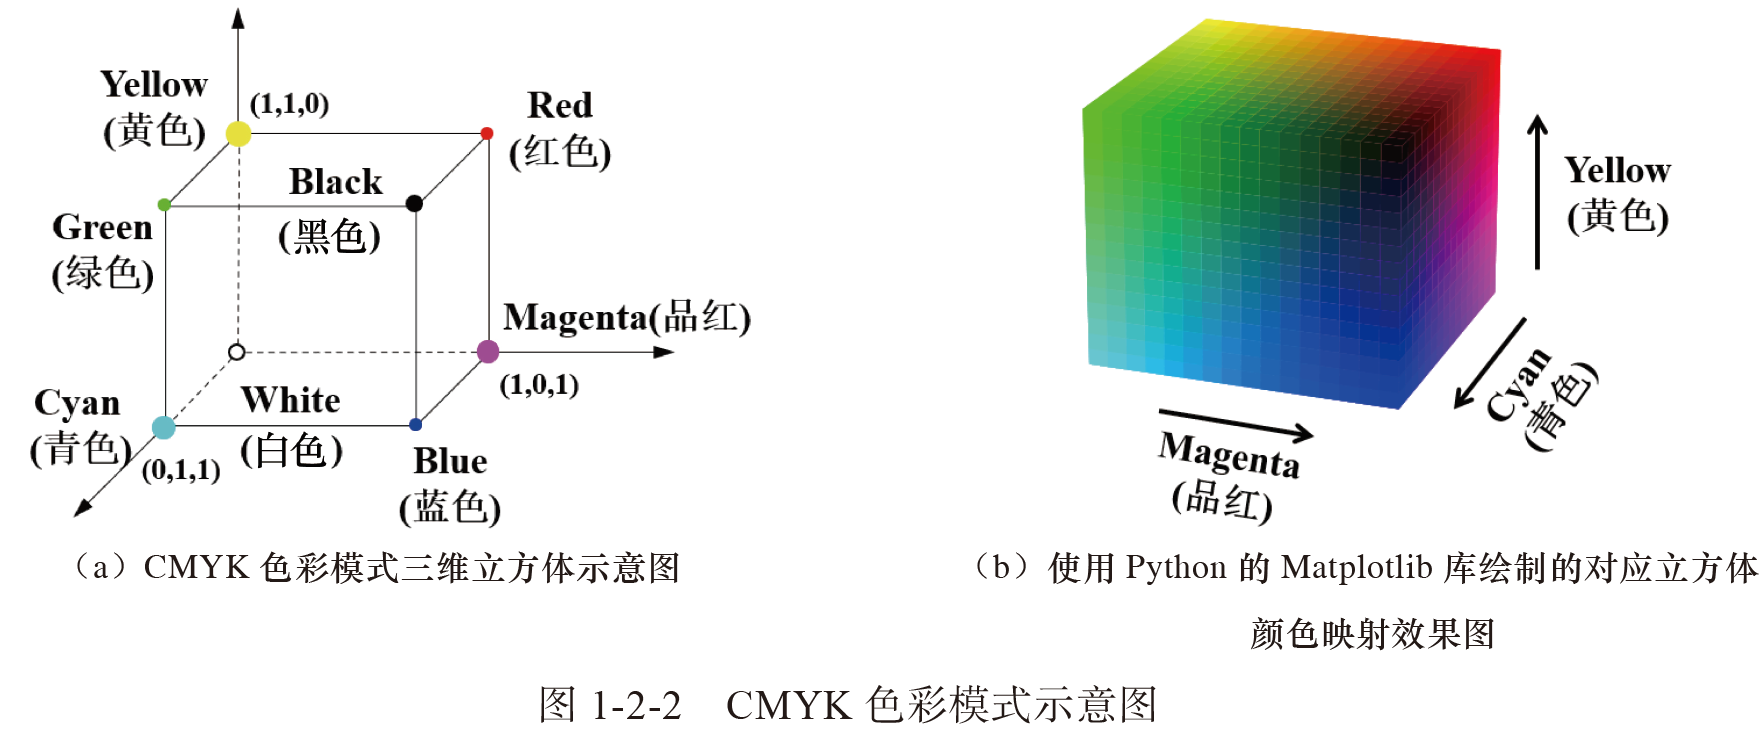 Yellow
(黄色)
(1,1,0)
Red
(红色)
Black
(黑色)
Green
(绿色)
Magenta(品红)
(1,0,1)
Cyan
(青色)
(0,1,1)
White
(白色)
Blue
(蓝色)
Yellow
(黄色)
Cyan
(青色)
Magenta
(品红)
（a）CMYK 色彩模式三维立方体示意图
（b）使用 Python 的 Matplotlib 库绘制的对应立方体
颜色映射效果图
图 1-2-2　CMYK 色彩模式示意图